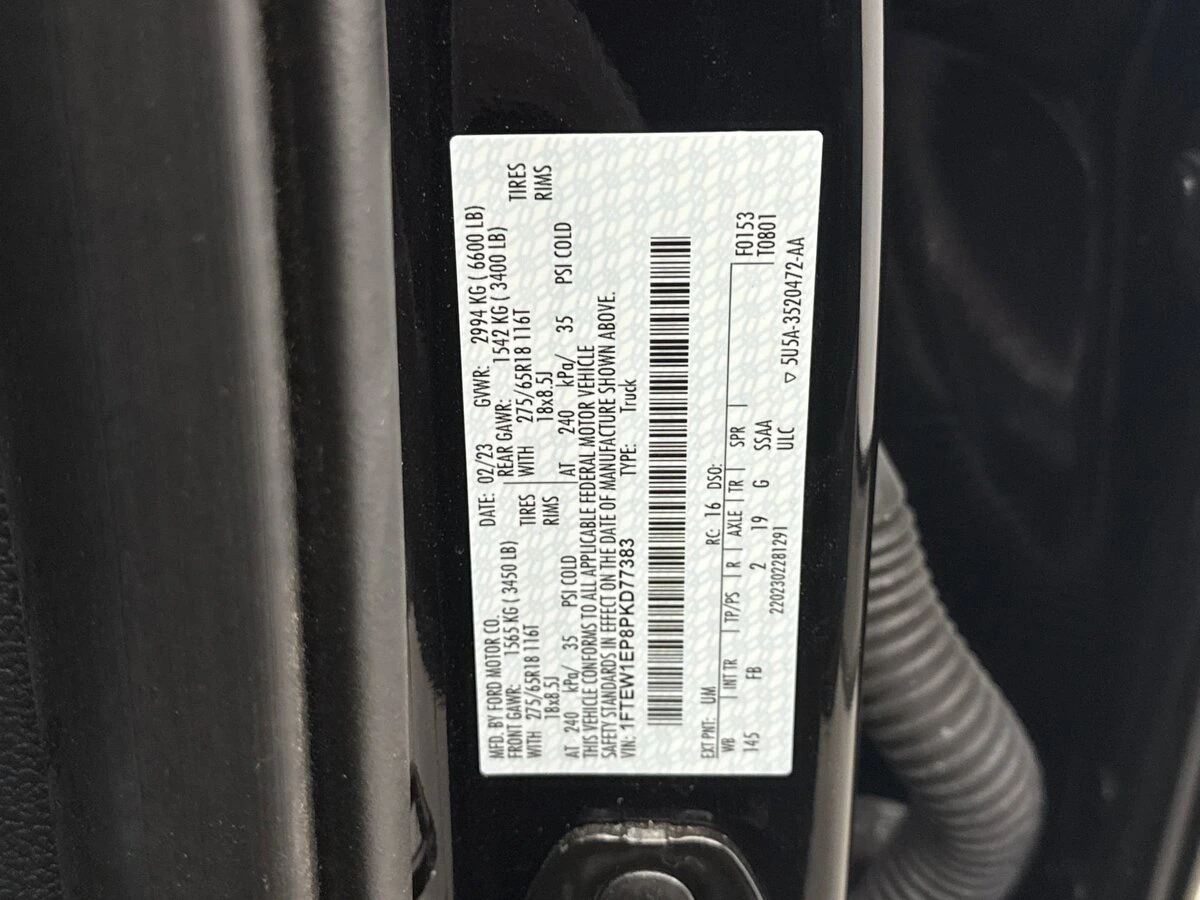 MFD. BY FORD MOTOR CO. DATE: 02/23 GVWR: 2994 KG ( 6600 LB)
FRONT GAWR: 1565 KG ( 3450 LB) REAR GAWR: 1542 KG ( 3400 LB)
WITH 275/65R18 116T TIRES WITH 275/65R18 116T TIRES
18x8.5J RIMS 18x8.5J RIMS
AT 240 kPa/ 35 PSI COLD AT 240 kPa/ 35 PSI COLD
THIS VEHICLE CONFORMS TO ALL APPLICABLE FEDERAL MOTOR VEHICLE
SAFETY STANDARDS IN EFFECT ON THE DATE OF MANUFACTURE SHOWN ABOVE.
VIN: 1FTEW1EP8PKD77383 TYPE: Truck
EXT PNT: UM RC: 16 DSO: F0153
WB INT TR TP/PS R AXLE TR SPR T0801
145 FB 2 19 G SSAA
2202302281291 ULC ▽ 5U5A-3520472-AA